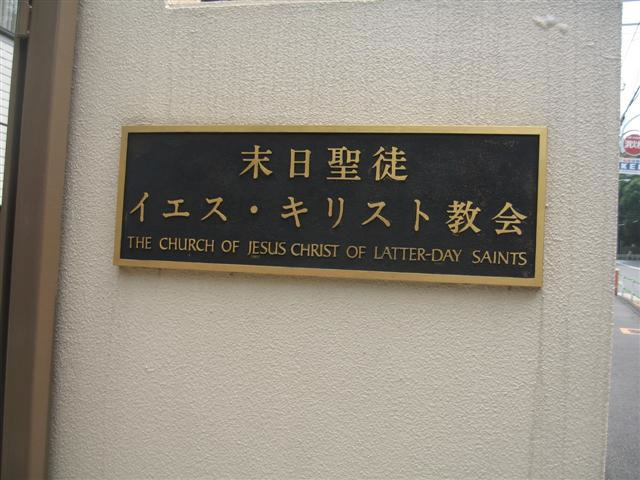 末日聖徒
イエス・キリスト教会
THE CHURCH OF JESUS CHRIST OF LATTER-DAY SAINTS